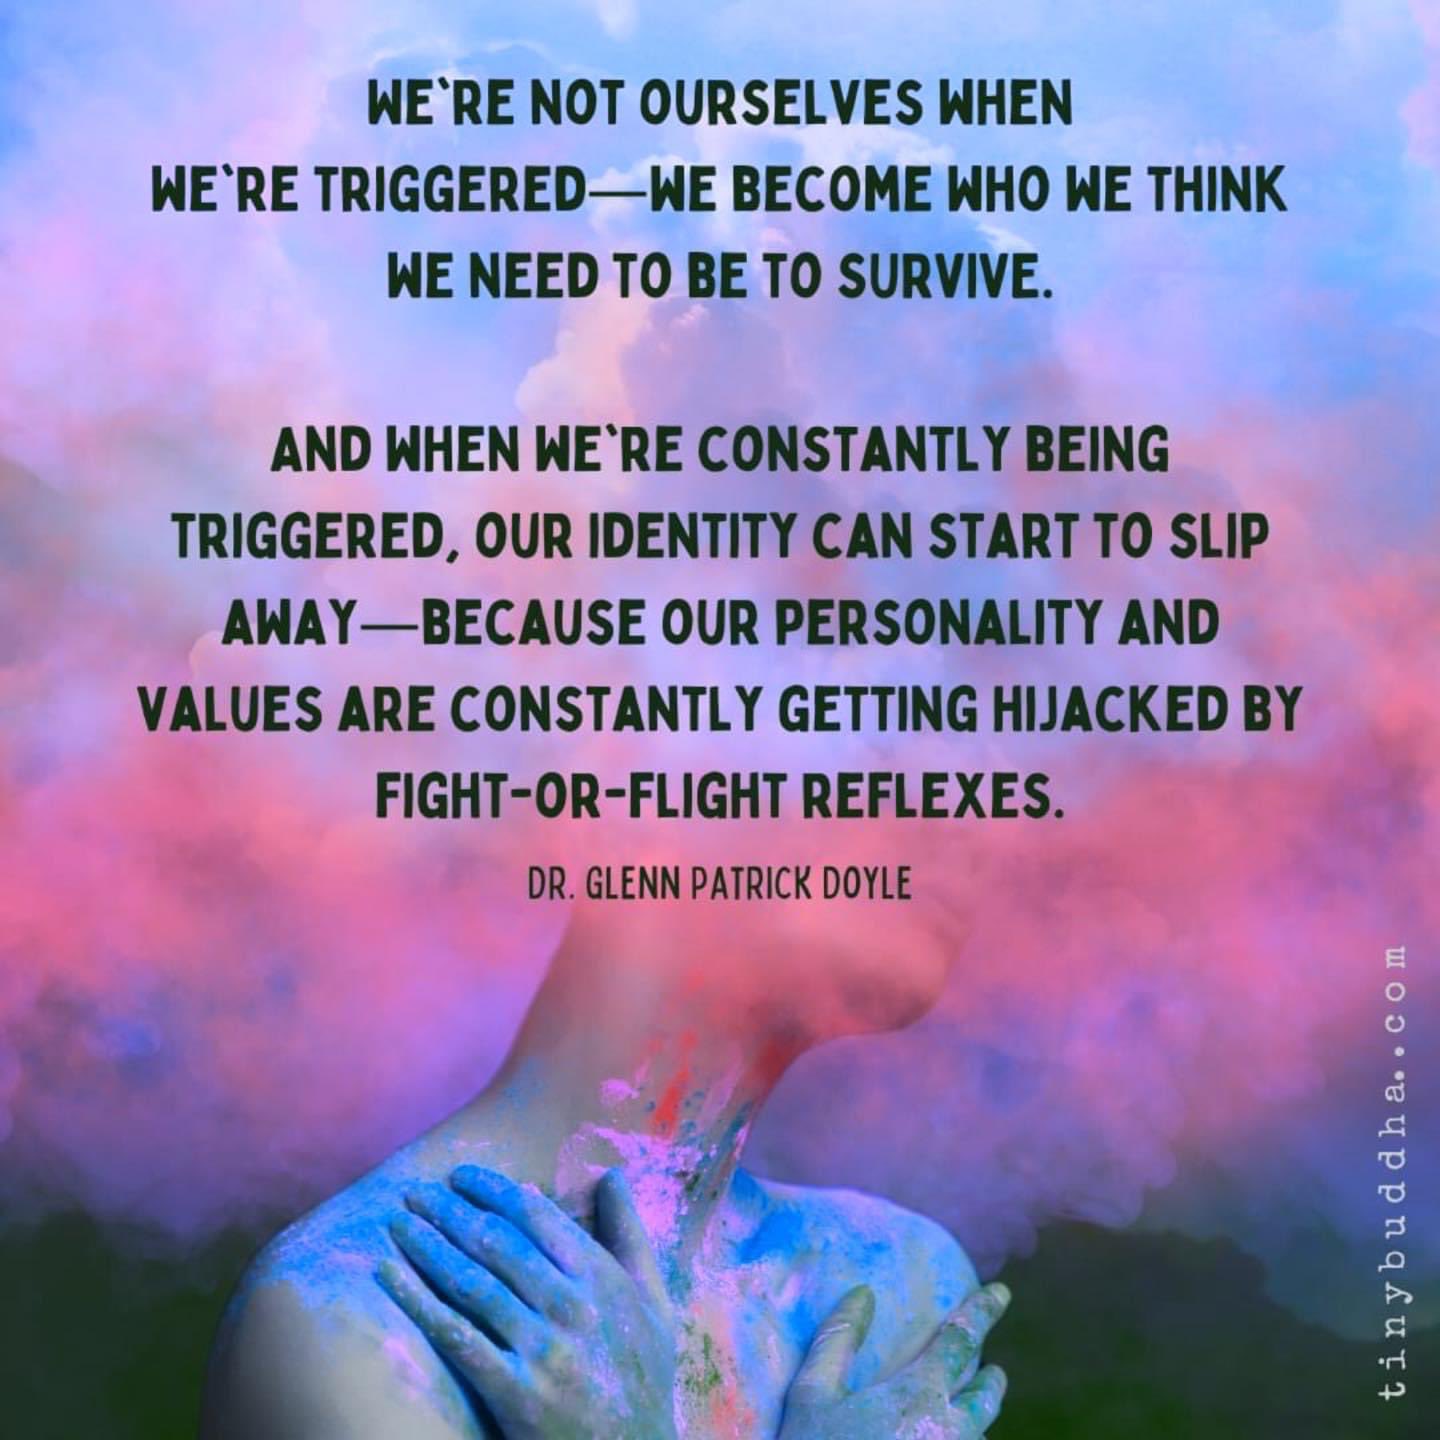 WE`RE NOT OURSELVES WHEN
WE`RE TRIGGERED—WE BECOME WHO WE THINK
WE NEED TO BE TO SURVIVE.
AND WHEN WE`RE CONSTANTLY BEING
TRIGGERED, OUR IDENTITY CAN START TO SLIP
AWAY—BECAUSE OUR PERSONALITY AND
VALUES ARE CONSTANTLY GETTING HIJACKED BY
FIGHT-OR-FLIGHT REFLEXES.
DR. GLENN PATRICK DOYLE
tinybuddha.com